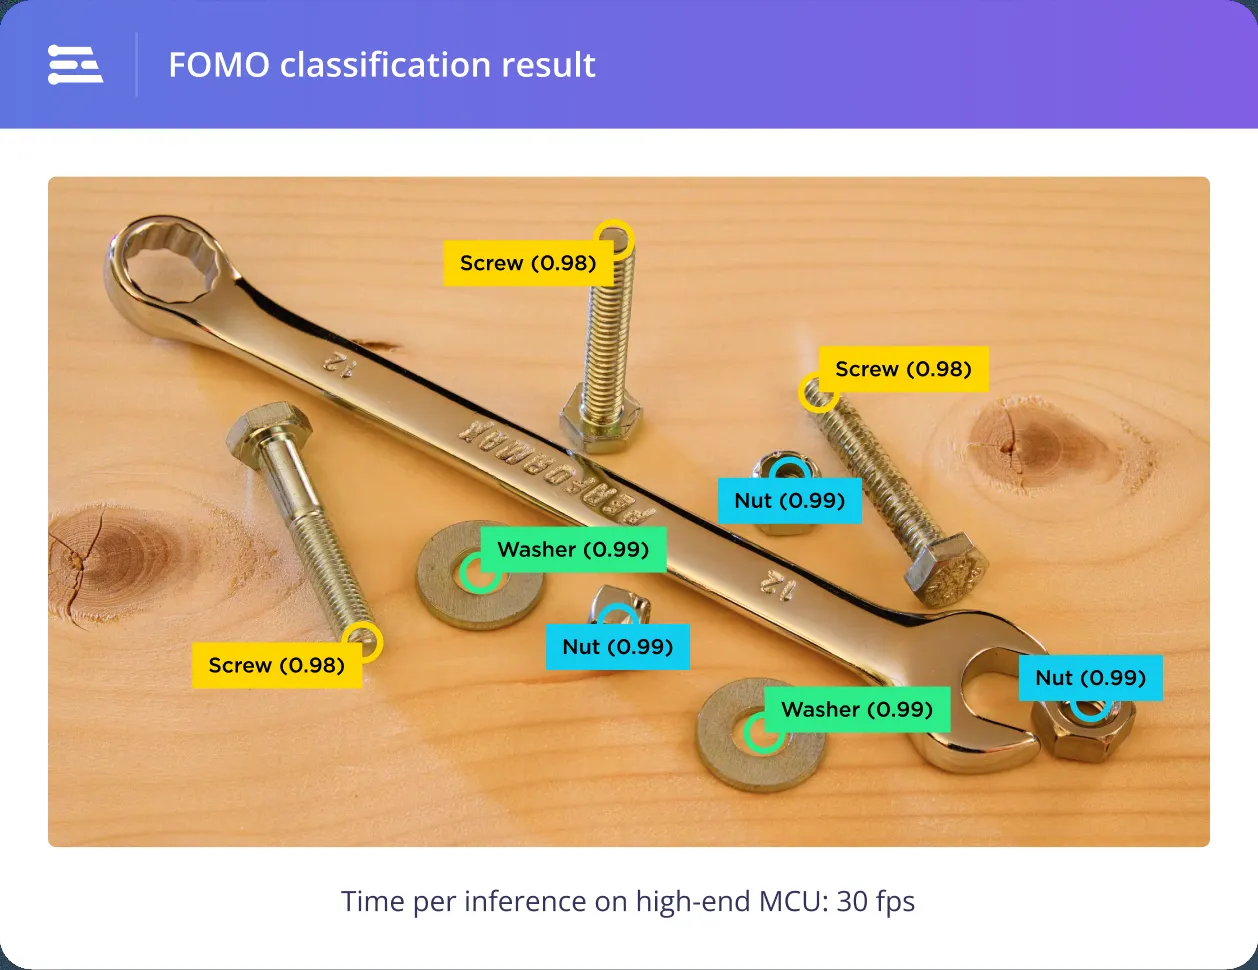 FOMO classification result
Screw (0.98)
Screw (0.98)
12
PERFORMAX
Nut (0.99)
Washer (0.99)
12
Nut (0.99)
Screw (0.98)
Nut (0.99)
Washer (0.99)
Time per inference on high-end MCU: 30 fps